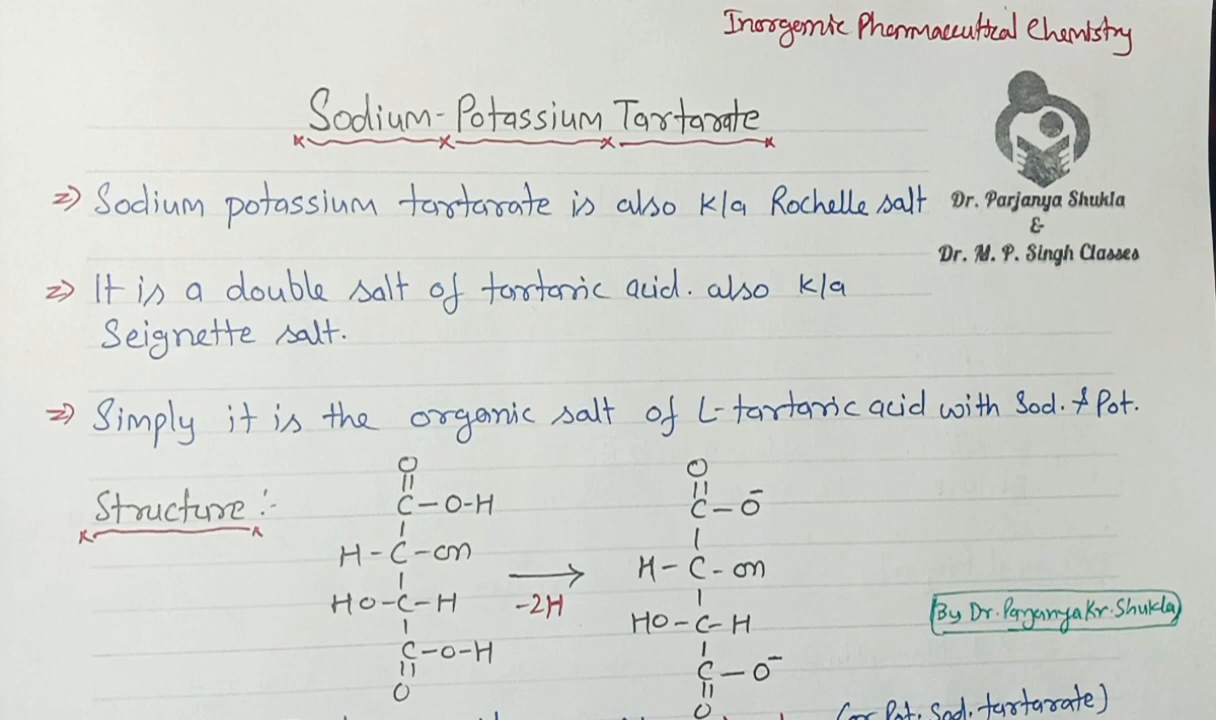 Inorgemic Pharmaceutical Chemistry
Sodium-Potassium Tartarate
⇒ Sodium potassium tartarate is also k/a Rochelle salt
Dr. Parjanya Shukla
&
Dr. M. P. Singh Classes
⇒ It is a double salt of tartaric acid. also k/a
Seignette salt.
⇒ Simply it is the organic salt of L-tartaric acid with Sod. & Pot.
Structure :-
O
||
C-O-H
H-C-OH
HO-C-H
C-O-H
||
O
→
-2H
O
||
C-O⁻
H-C-OH
HO-C-H
C-O⁻
||
O
By Dr. Parjanya Kr. Shukla
(or Pot. Sod. tartarate)